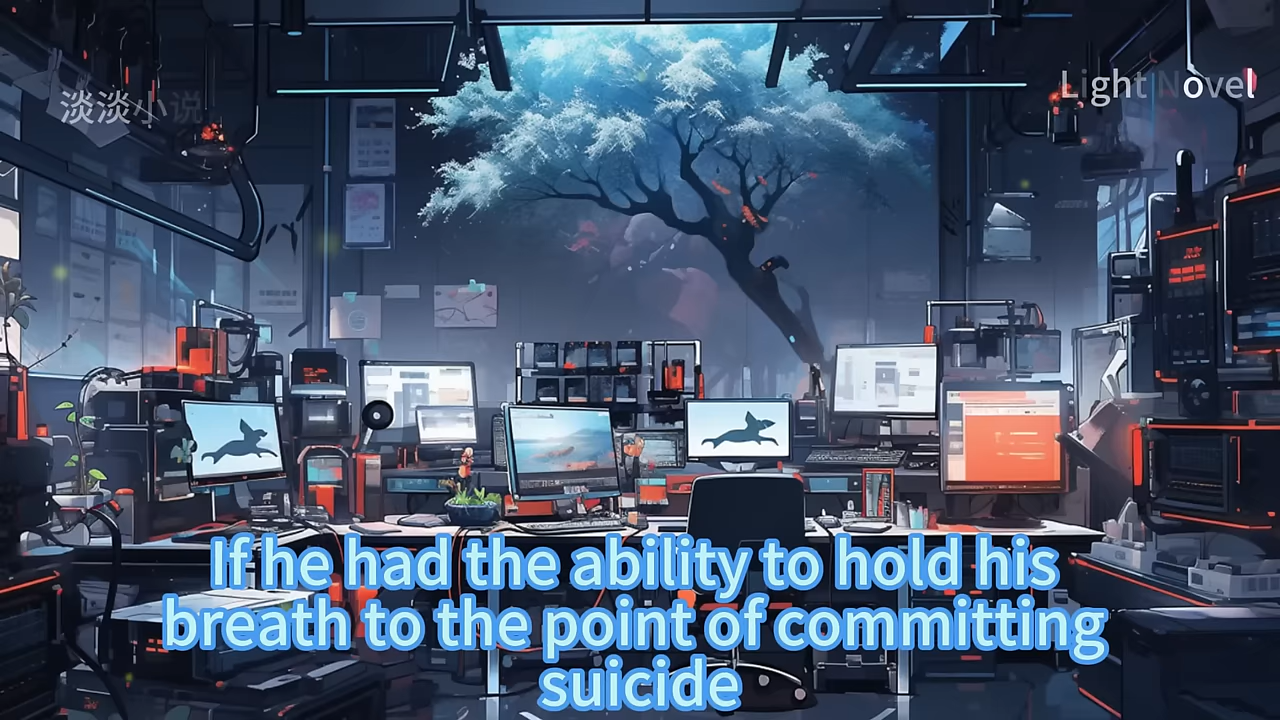 淡淡小说
Light Novel
If he had the ability to hold his
breath to the point of committing
suicide